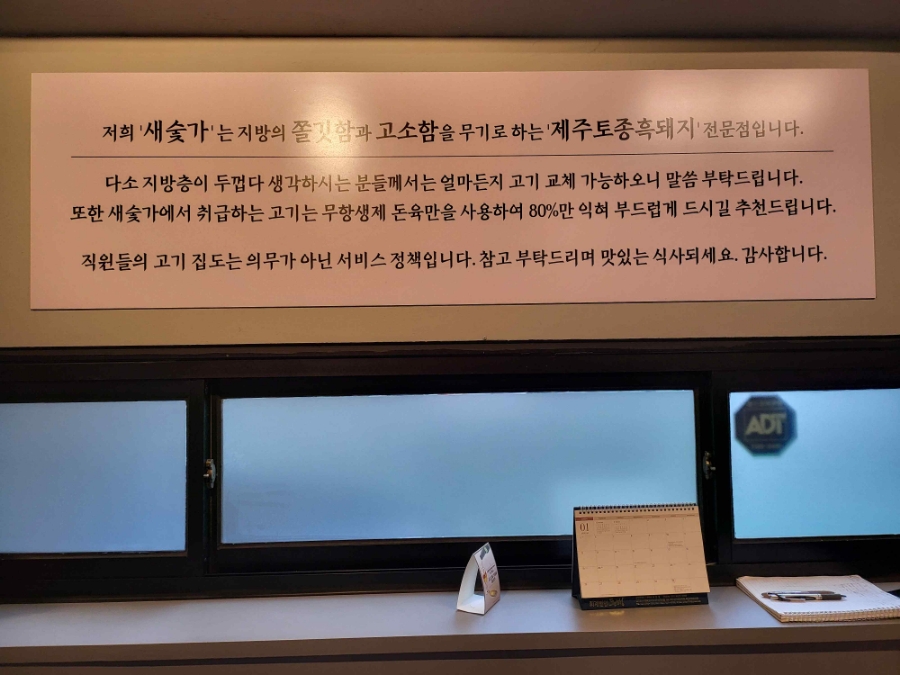 저희 '새숯가'는 지방의 쫄깃함과 고소함을 무기로 하는 '제주토종흑돼지' 전문점입니다.
다소 지방층이 두껍다 생각하시는 분들께서는 얼마든지 고기 교체 가능하오니 말씀 부탁드립니다.
또한 새숯가에서 취급하는 고기는 무항생제 돈육만을 사용하여 80%만 익혀 부드럽게 드시길 추천드립니다.
직원들의 고기 집도는 의무가 아닌 서비스 정책입니다. 참고 부탁드리며 맛있는 식사되세요. 감사합니다.
ADT
01